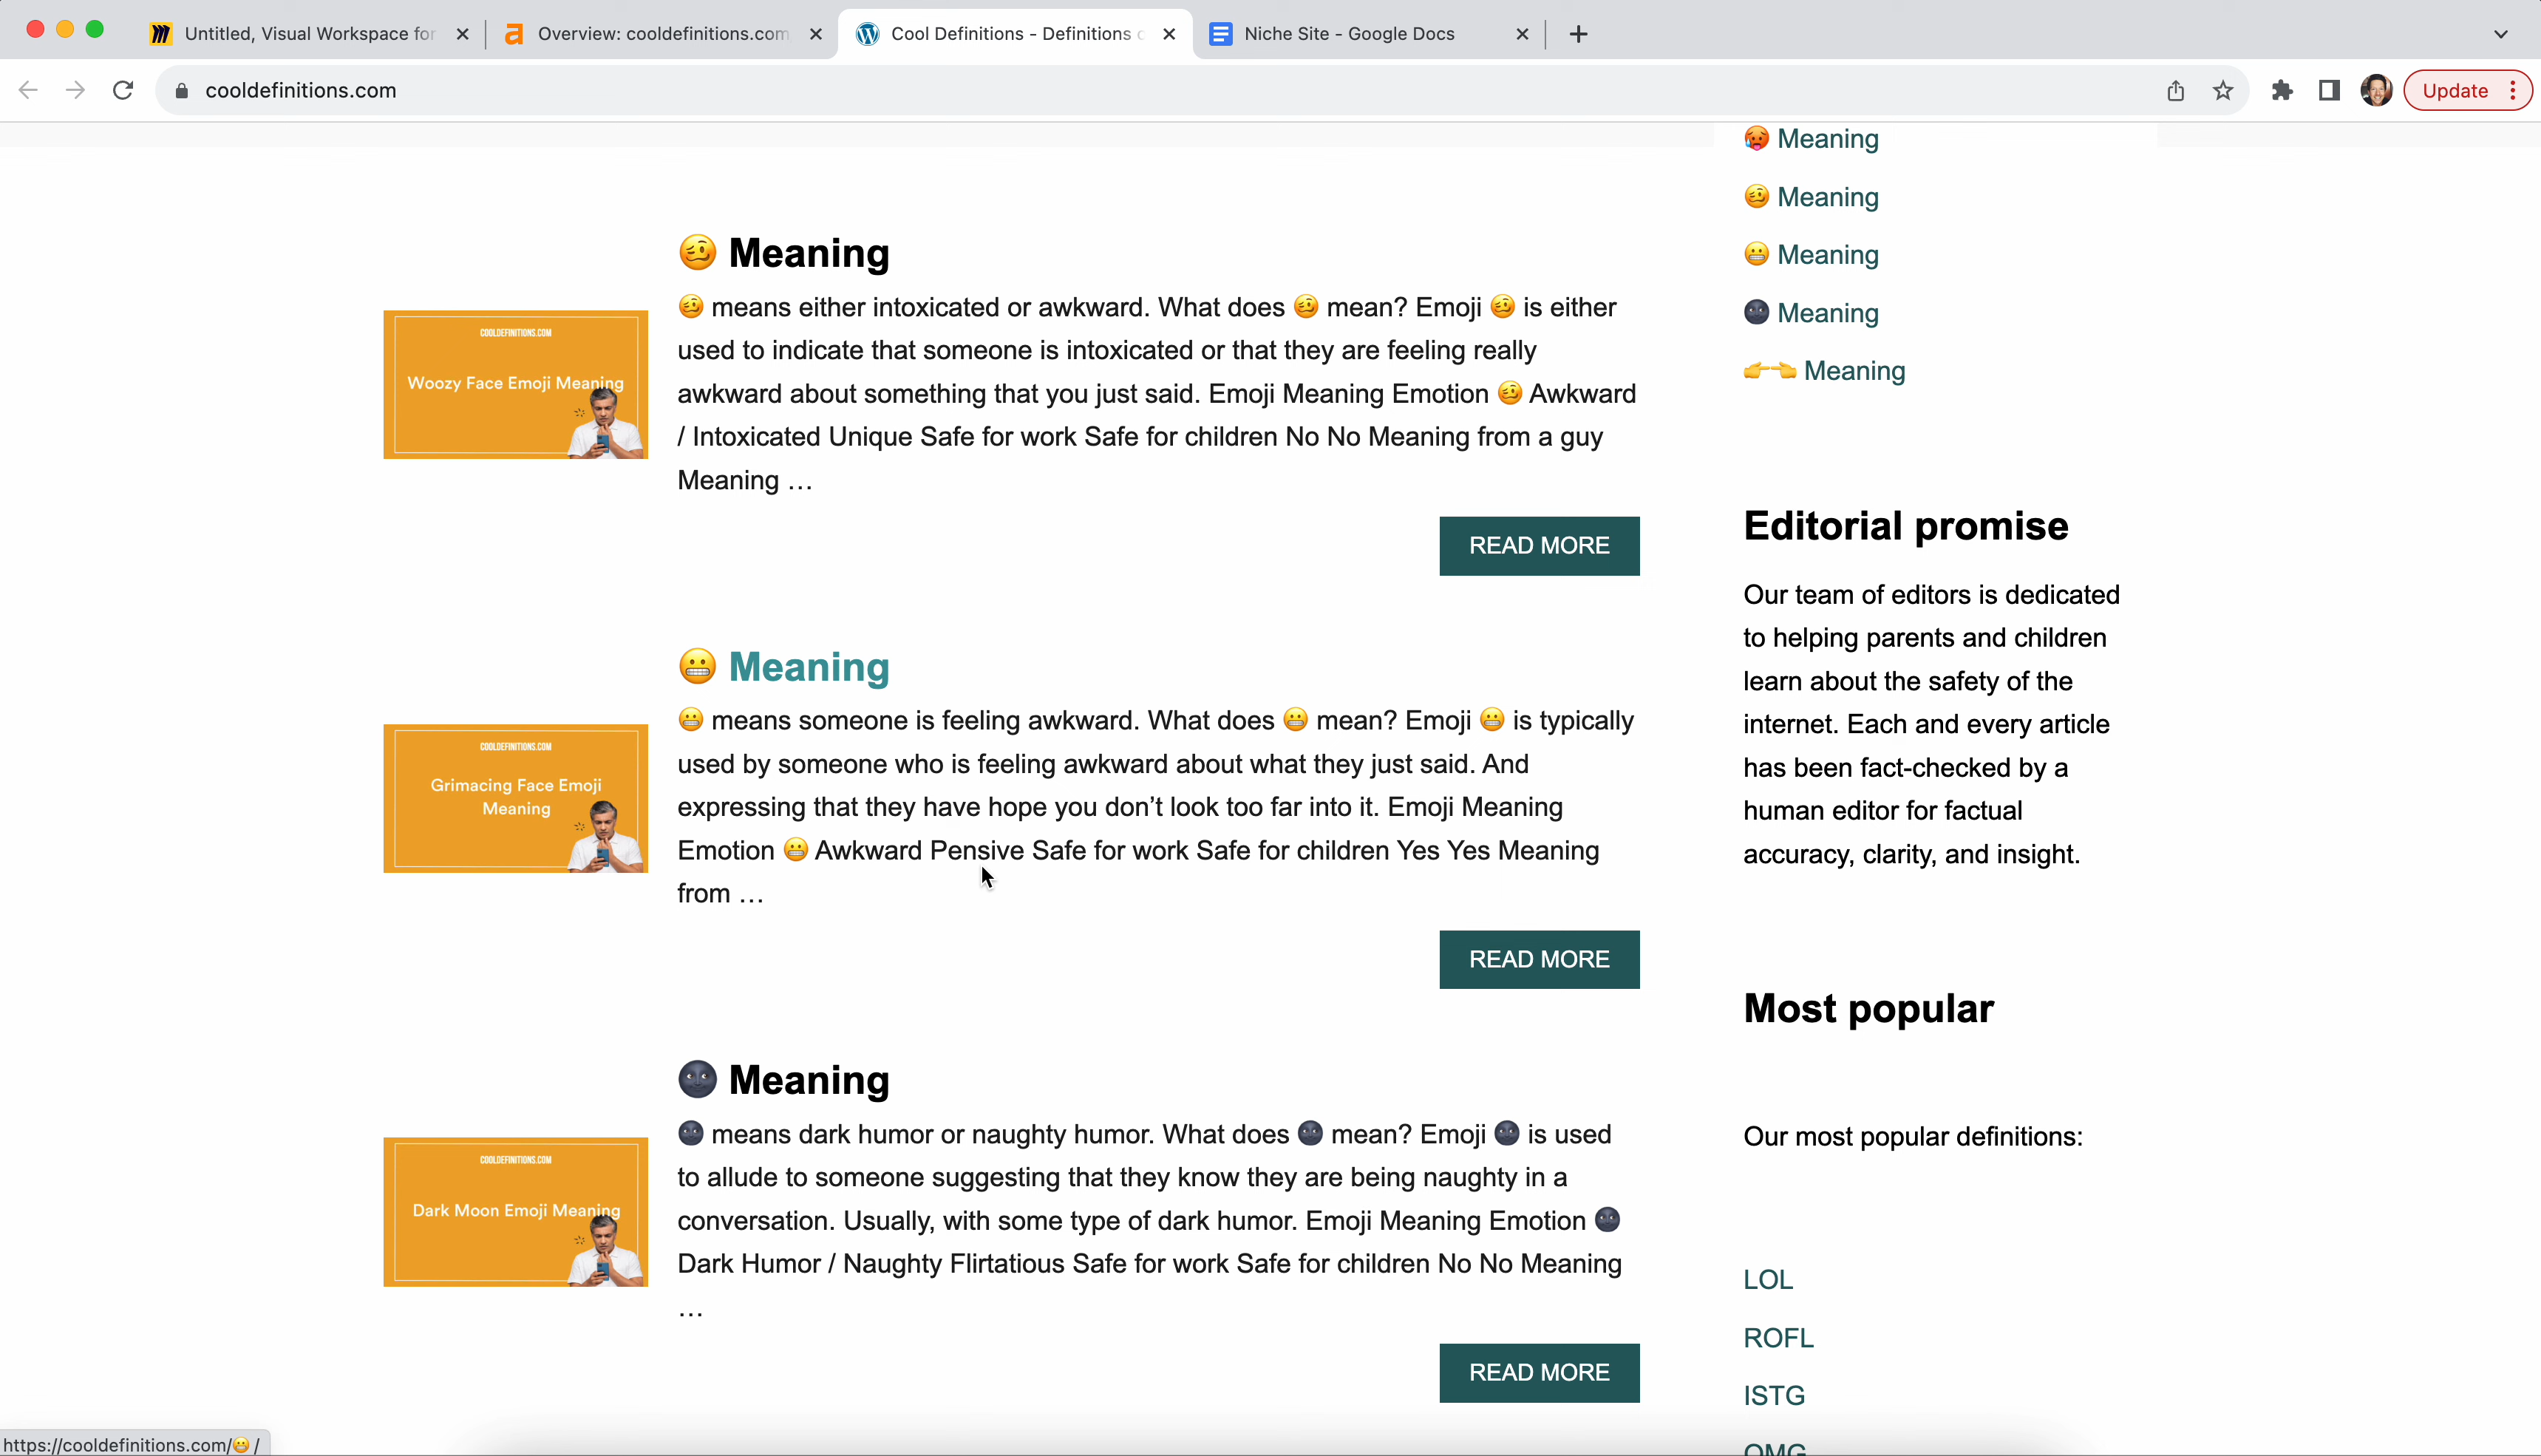 Untitled, Visual Workspace for
Overview: cooldefinitions.com
Cool Definitions - Definitions o
Niche Site - Google Docs
cooldefinitions.com
Update
🥴 Meaning
🥴 means either intoxicated or awkward. What does 🥴 mean? Emoji 🥴 is either
used to indicate that someone is intoxicated or that they are feeling really
awkward about something that you just said. Emoji Meaning Emotion 🥴 Awkward
/ Intoxicated Unique Safe for work Safe for children No No Meaning from a guy
Meaning …
COOLDEFINITIONS.COM
Woozy Face Emoji Meaning
READ MORE
😬 Meaning
😬 means someone is feeling awkward. What does 😬 mean? Emoji 😬 is typically
used by someone who is feeling awkward about what they just said. And
expressing that they have hope you don’t look too far into it. Emoji Meaning
Emotion 😬 Awkward Pensive Safe for work Safe for children Yes Yes Meaning
from …
COOLDEFINITIONS.COM
Grimacing Face Emoji
Meaning
READ MORE
🌚 Meaning
🌚 means dark humor or naughty humor. What does 🌚 mean? Emoji 🌚 is used
to allude to someone suggesting that they know they are being naughty in a
conversation. Usually, with some type of dark humor. Emoji Meaning Emotion 🌚
Dark Humor / Naughty Flirtatious Safe for work Safe for children No No Meaning
…
COOLDEFINITIONS.COM
Dark Moon Emoji Meaning
READ MORE
🥵 Meaning
🥴 Meaning
😬 Meaning
🌚 Meaning
👉👈 Meaning
Editorial promise
Our team of editors is dedicated
to helping parents and children
learn about the safety of the
internet. Each and every article
has been fact-checked by a
human editor for factual
accuracy, clarity, and insight.
Most popular
Our most popular definitions:
LOL
ROFL
ISTG
OMG
https://cooldefinitions.com/😬/